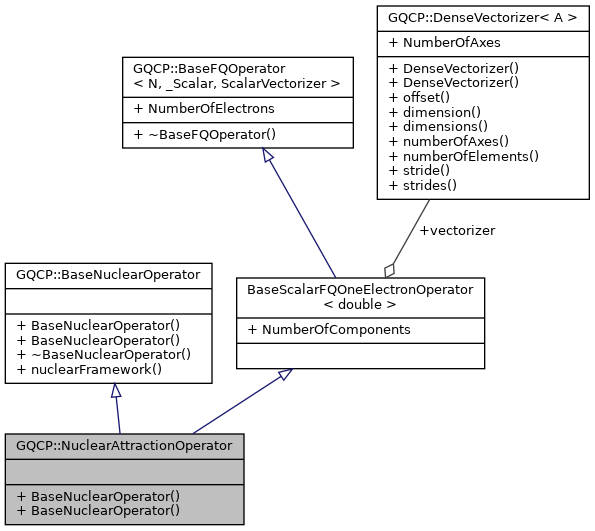 GQCP::DenseVectorizer< A >
+ NumberOfAxes
+ DenseVectorizer()
+ DenseVectorizer()
+ offset()
+ dimension()
+ dimensions()
+ numberOfAxes()
+ numberOfElements()
+ stride()
+ strides()
GQCP::BaseFQOperator
< N, _Scalar, ScalarVectorizer >
+ NumberOfElectrons
+ ~BaseFQOperator()
+vectorizer
GQCP::BaseNuclearOperator
+ BaseNuclearOperator()
+ BaseNuclearOperator()
+ ~BaseNuclearOperator()
+ nuclearFramework()
BaseScalarFQOneElectronOperator
< double >
+ NumberOfComponents
GQCP::NuclearAttractionOperator
+ BaseNuclearOperator()
+ BaseNuclearOperator()